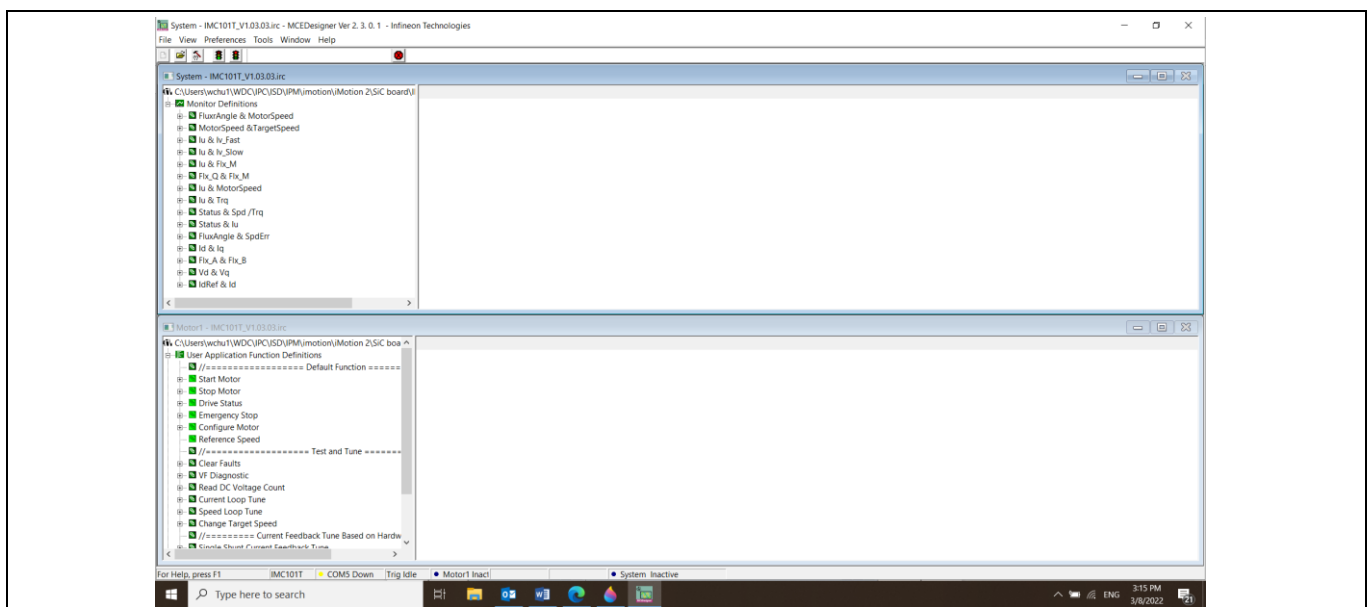 System - IMC101T_V1.03.03.irc - MCEDesigner Ver 2. 3. 0. 1 - Infineon Technologies
File View Preferences Tools Window Help
System - IMC101T_V1.03.03.irc
C:\Users\wchu1\WDC\IPC\ISD\IPM\imotion\iMotion 2\SiC board\I
Monitor Definitions
FluxrAngle & MotorSpeed
MotorSpeed &TargetSpeed
Iu & Iv_Fast
Iu & Iv_Slow
Iu & Flx_M
Flx_Q & Flx_M
Iu & MotorSpeed
Iu & Trq
Status & Spd /Trq
Status & Iu
FluxAngle & SpdErr
Id & Iq
Flx_A & Flx_B
Vd & Vq
IdRef & Id
Motor1 - IMC101T_V1.03.03.irc
C:\Users\wchu1\WDC\IPC\ISD\IPM\imotion\iMotion 2\SiC boa
User Application Function Definitions
//================== Default Function ======
Start Motor
Stop Motor
Drive Status
Emergency Stop
Configure Motor
Reference Speed
//=================== Test and Tune =======
Clear Faults
VF Diagnostic
Read DC Voltage Count
Current Loop Tune
Speed Loop Tune
Change Target Speed
//========= Current Feedback Tune Based on Hardw
Single Shunt Current Feedback Tune
For Help, press F1 IMC101T COM5 Down Trig Idle Motor1 Inact System Inactive
Type here to search ENG 3:15 PM
3/8/2022 21